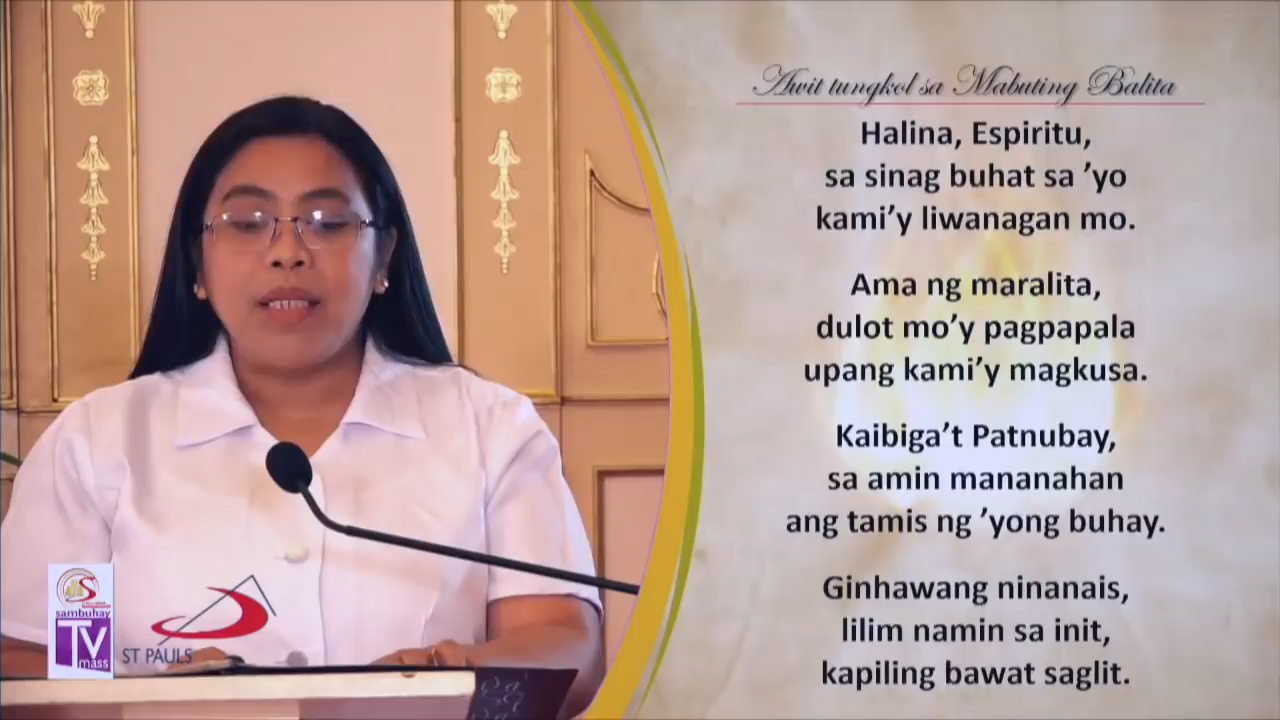 Awit tungkol sa Mabuting Balita
Halina, Espiritu,
sa sinag buhat sa ’yo
kami’y liwanagan mo.
Ama ng maralita,
dulot mo’y pagpapala
upang kami’y magkusa.
Kaibiga’t Patnubay,
sa amin mananahan
ang tamis ng ’yong buhay.
Ginhawang ninanais,
lilim namin sa init,
kapiling bawat saglit.
sambuhay
TV
mass
ST PAULS